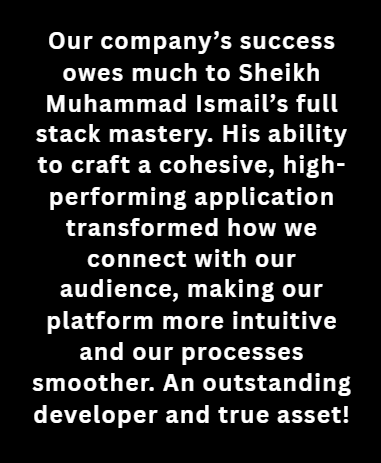 Our company’s success
owes much to Sheikh
Muhammad Ismail’s full
stack mastery. His ability
to craft a cohesive, high-
performing application
transformed how we
connect with our
audience, making our
platform more intuitive
and our processes
smoother. An outstanding
developer and true asset!